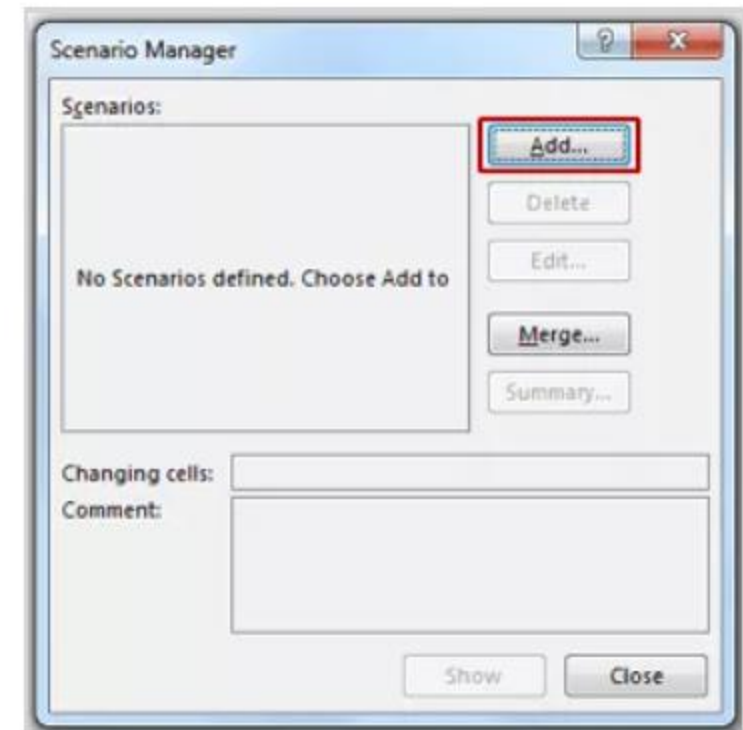 Scenario Manager
Scenarios:
Add...
Delete
No Scenarios defined. Choose Add to
Edit...
Merge...
Summary...
Changing cells:
Comment:
Show
Close